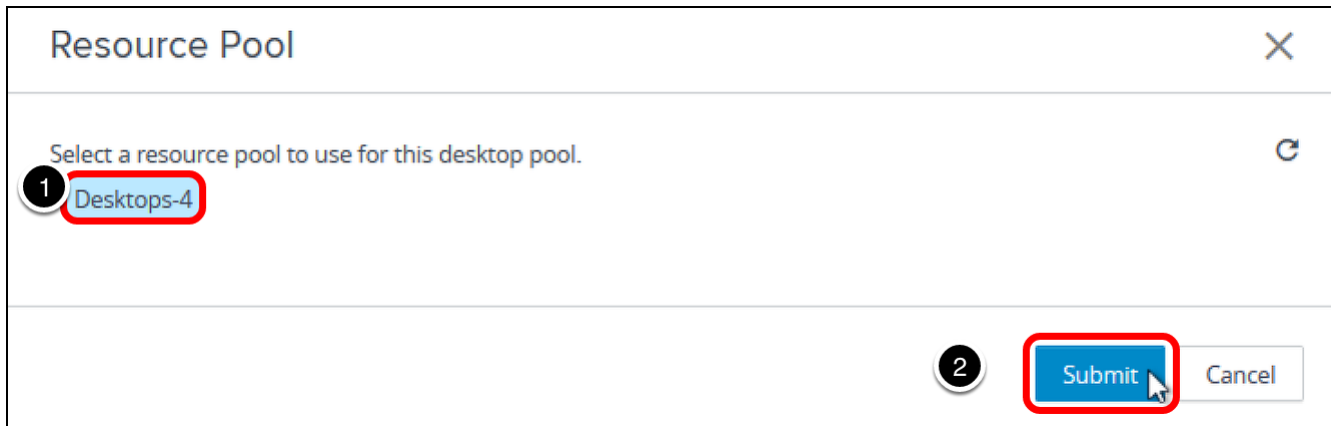 Resource Pool
Select a resource pool to use for this desktop pool.
1
Desktops-4
2
Submit
Cancel